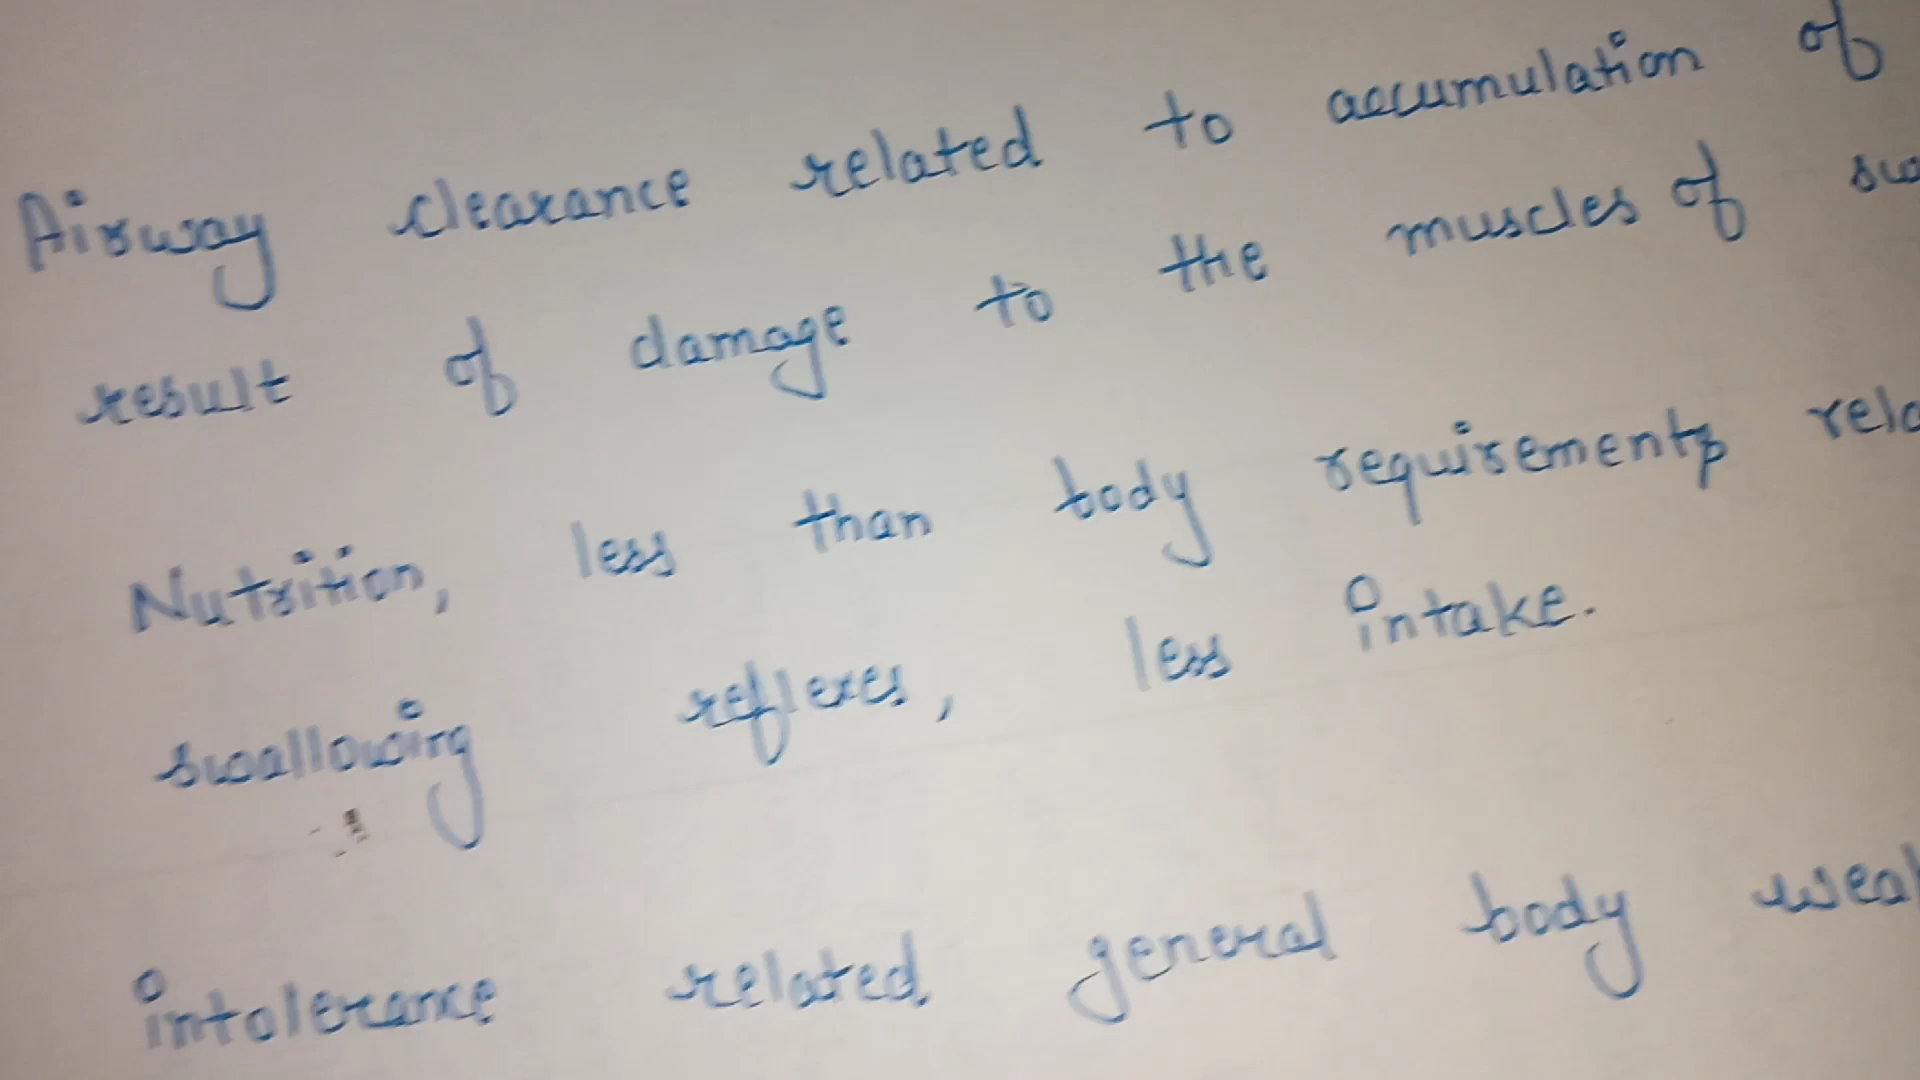 Airway clearance related to accumulation of
result of damage to the muscles of
Nutrition, less than body requirements
swallowing reflexes, less intake.
intolerance related general body